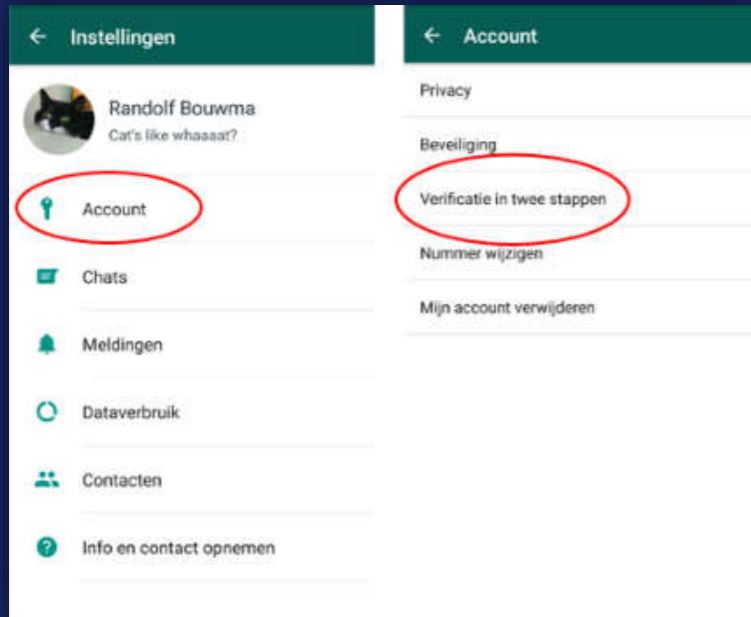 Instellingen
Randolf Bouwma
Cat's like whaaaat?
Account
Chats
Meldingen
Dataverbruik
Contacten
Info en contact opnemen
Account
Privacy
Beveiliging
Verificatie in twee stappen
Nummer wijzigen
Mijn account verwijderen